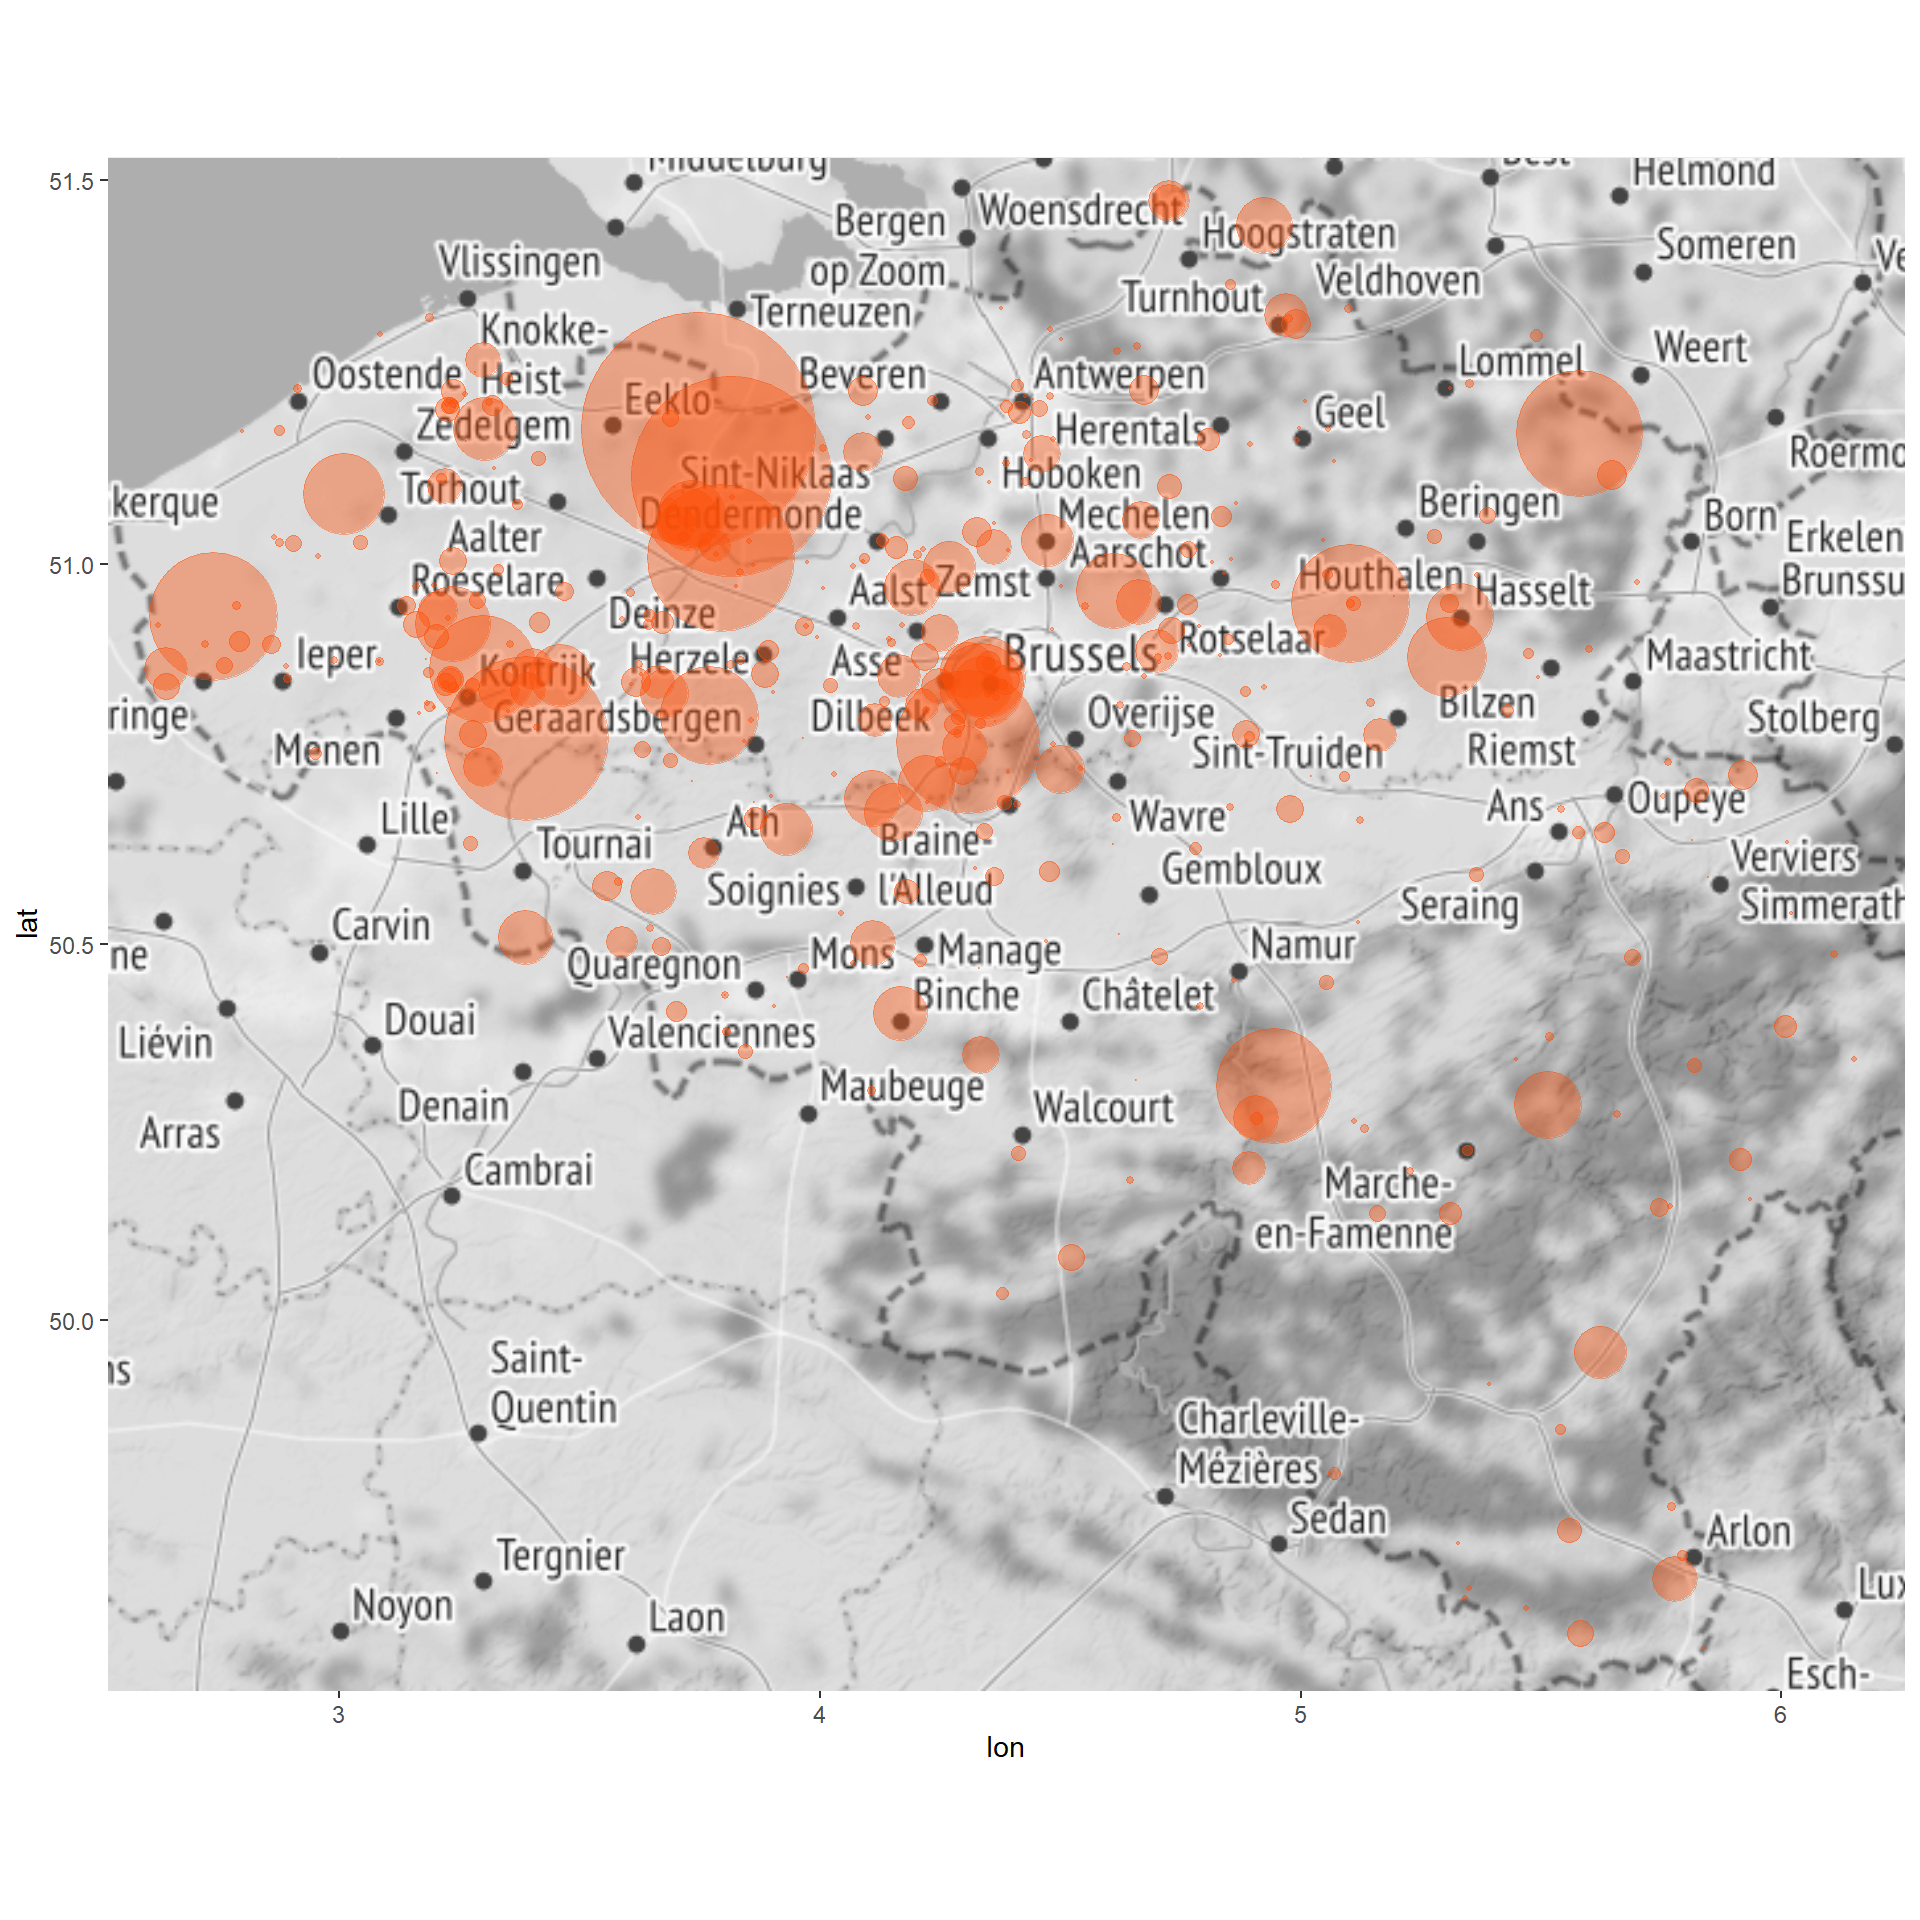 Middelburg
Best
Helmond
Bergen
op Zoom
Woensdrecht
Hoogstraten
Someren
Ve
Vlissingen
Turnhout
Veldhoven
Terneuzen
Knokke-
Heist
Oostende
Eeklo
Beveren
Antwerpen
Lommel
Weert
Zedelgem
Herentals
Geel
Roermo
kerque
Torhout
Sint-Niklaas
Hoboken
Dendermonde
Mechelen
Beringen
Born
Aalter
Aarschot
Erkelen
Roeselare
Aalst
Zemst
Houthalen
Hasselt
Brunssu
Deinze
Ieper
Kortrijk
Herzele
Asse
Brussels
Rotselaar
Maastricht
ringe
Geraardsbergen
Dilbeek
Overijse
Bilzen
Stolberg
Menen
Sint-Truiden
Riemst
Lille
Tournai
Ath
Braine-
l'Alleud
Wavre
Ans
Oupeye
Soignies
Gembloux
Verviers
Seraing
Simmerath
Carvin
ne
Quaregnon
Mons
Manage
Namur
Binche
Châtelet
Liévin
Douai
Valenciennes
Arras
Denain
Maubeuge
Walcourt
Cambrai
Marche-
en-Famenne
Saint-
Quentin
ns
Charleville-
Mézières
Sedan
Arlon
Tergnier
Noyon
Laon
Lux
Esch-
51.5
51.0
50.5
50.0
lat
3
4
5
6
lon